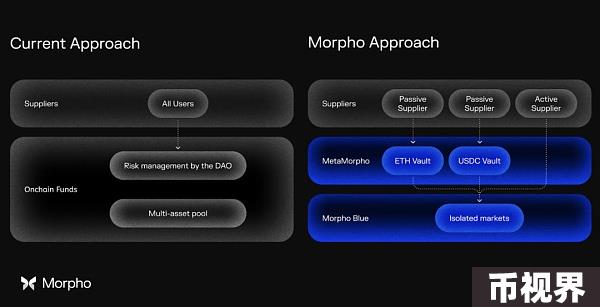 Current Approach
Suppliers
All Users
Onchain Funds
Risk management by the DAO
Multi-asset pool
Morpho Approach
Suppliers
Passive
Supplier
Passive
Supplier
Active
Supplier
MetaMorpho
ETH Vault
USDC Vault
Morpho Blue
Isolated markets
Morpho
币视界